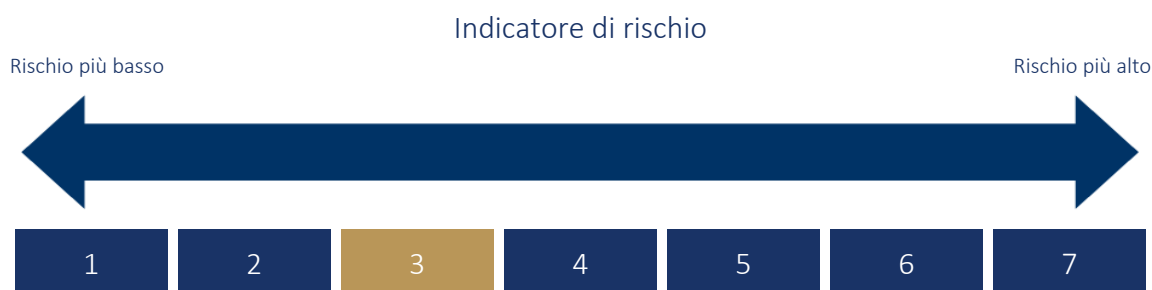 Indicatore di rischio
Rischio più basso
Rischio più alto
1 2 3 4 5 6 7